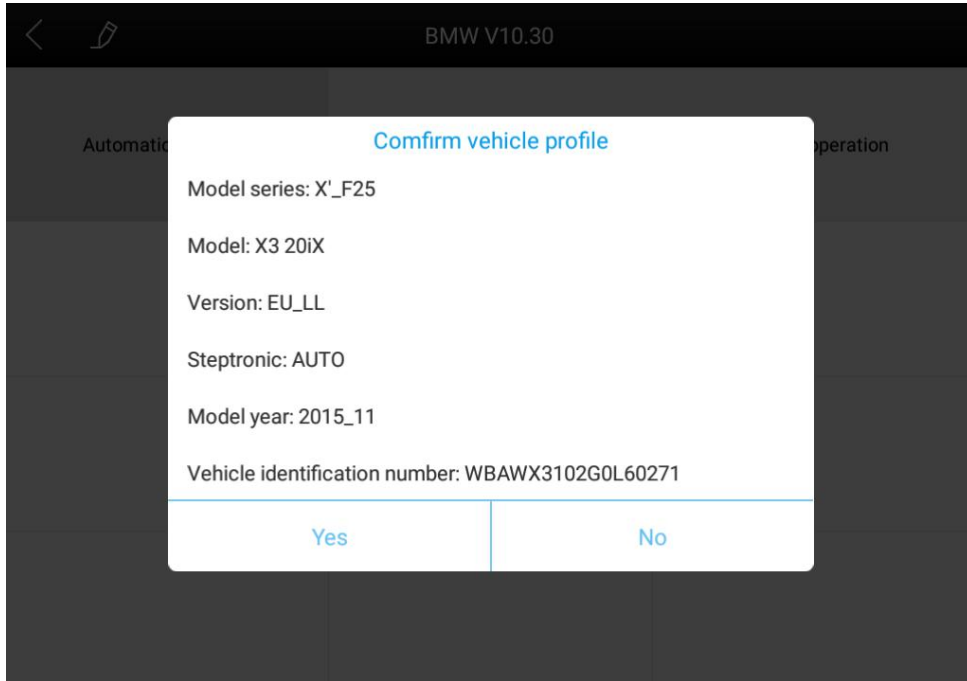 BMW V10.30
Automatic
operation
Comfirm vehicle profile
Model series: X'_F25
Model: X3 20iX
Version: EU_LL
Steptronic: AUTO
Model year: 2015_11
Vehicle identification number: WBAWX3102G0L60271
Yes
No